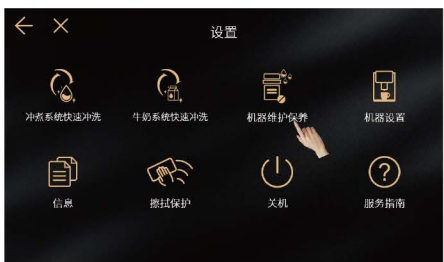 设置
冲煮系统快速冲洗
牛奶系统快速冲洗
机器维护保养
机器设置
信息
擦拭保护
关机
服务指南